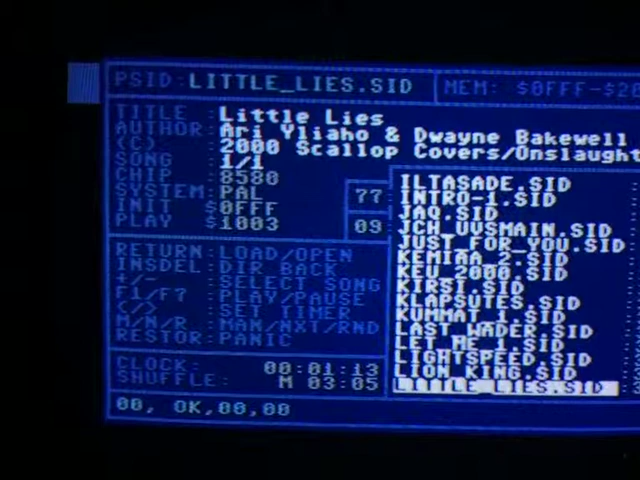 PSID:LITTLE_LIES.SID
MEM: $0FFF-$20
TITLE :Little Lies
AUTHOR:Ari Yliaho & Dwayne Bakewell
(C) :2000 Scallop Covers/Onslaught
SONG :1/1
CHIP :8580
SYSTEM:PAL
INIT $0FFF
PLAY $1003
77
09
ILTASADE.SID
INTRO-1.SID
JAQ.SID
JCH_UVSMAIN.SID
JUST_FOR_YOU.SID
KEMIAA_2.SID
KEU_2000.SID
KIRSI.SID
KLAPSUTES.SID
KUMMAT_1.SID
LAST_WADER.SID
LET_ME_1.SID
LIGHTSPEED.SID
LION_KING.SID
LITTLE_LIES.SID
RETURN:LOAD/OPEN
INSDEL:DIR BACK
+/- :SELECT SONG
F1/F7 :PLAY/PAUSE
</> :SET TIMER
M/N/R :MAN/NXT/RND
RESTOR:PANIC
CLOCK: 00:01:13
SHUFFLE: M 03:05
00, OK,00,00